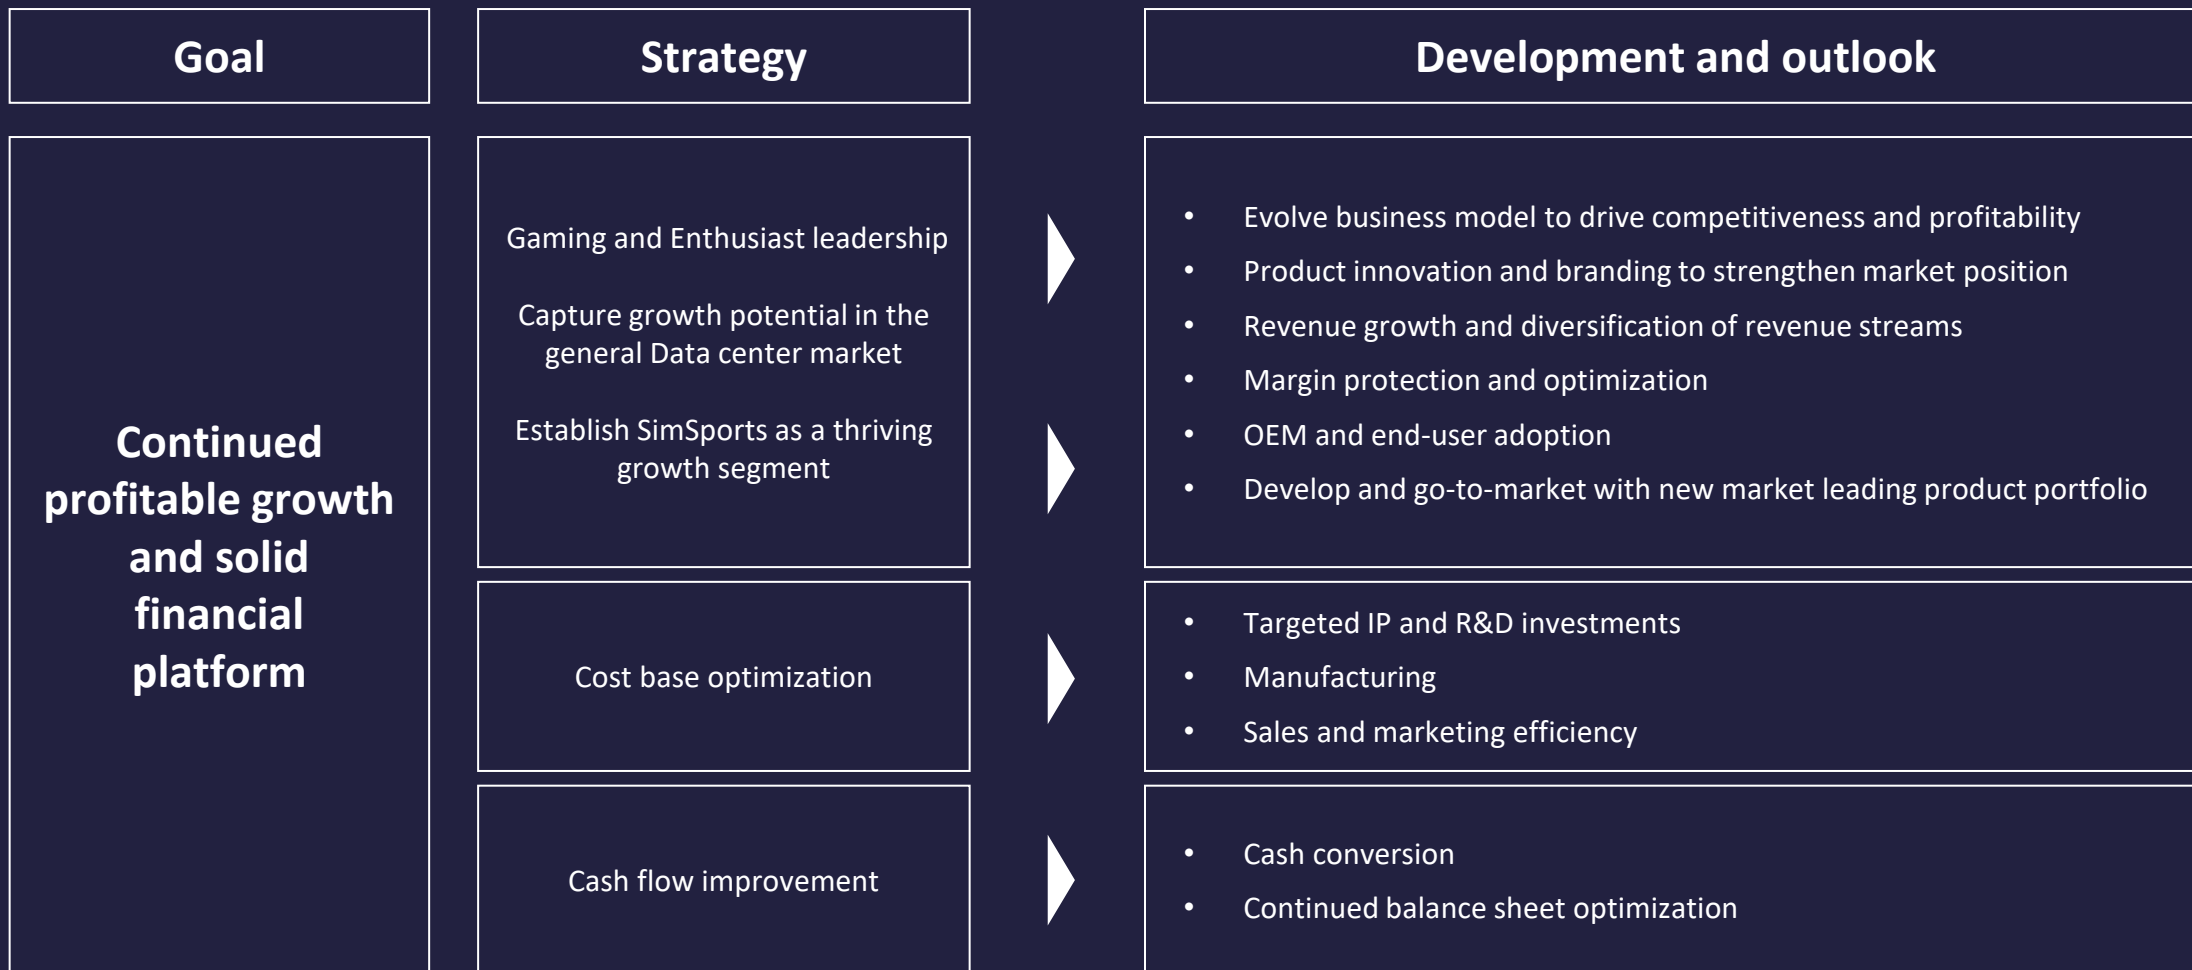 Goal
Strategy
Development and outlook
Continued
profitable growth
and solid
financial
platform
Gaming and Enthusiast leadership
Capture growth potential in the
general Data center market
Establish SimSports as a thriving
growth segment
• Evolve business model to drive competitiveness and profitability
• Product innovation and branding to strengthen market position
• Revenue growth and diversification of revenue streams
• Margin protection and optimization
• OEM and end-user adoption
• Develop and go-to-market with new market leading product portfolio
Cost base optimization
• Targeted IP and R&D investments
• Manufacturing
• Sales and marketing efficiency
Cash flow improvement
• Cash conversion
• Continued balance sheet optimization